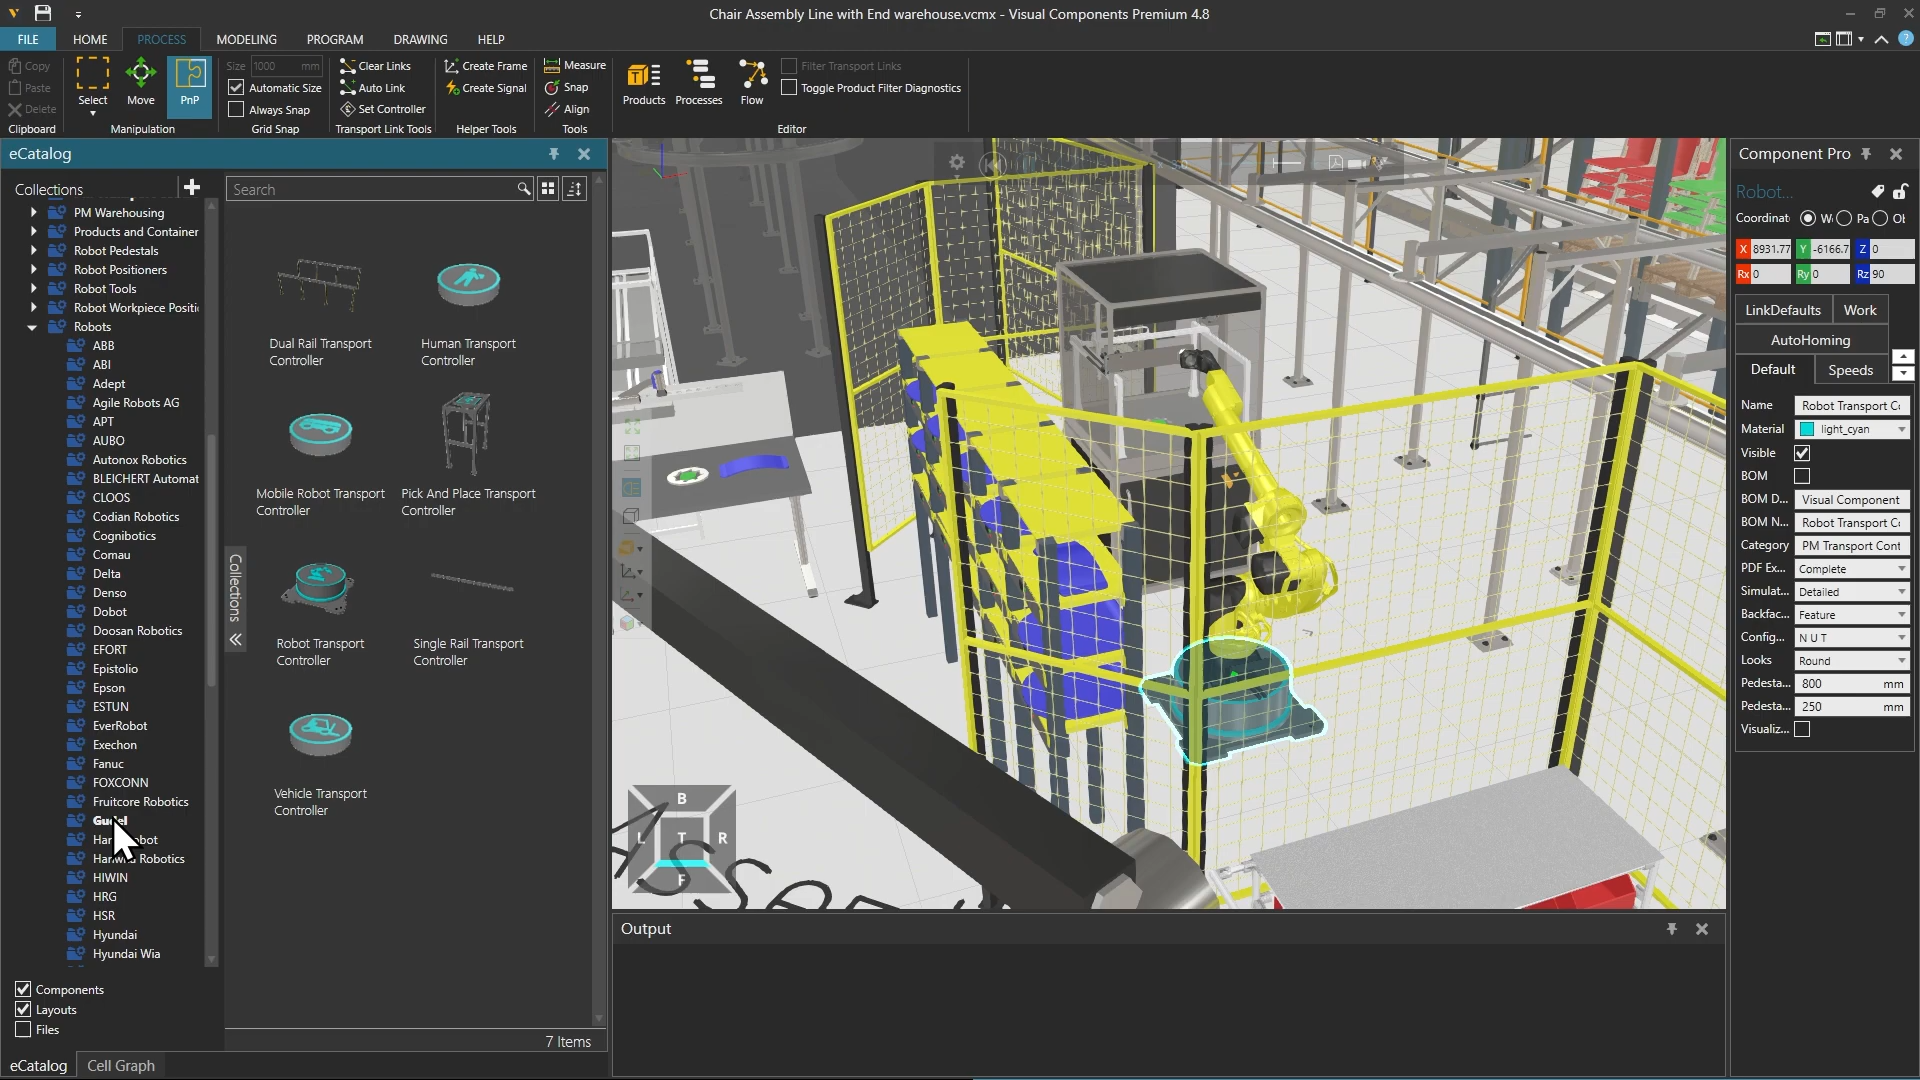 Chair Assembly Line with End warehouse.vcmx - Visual Components Premium 4.8
FILE HOME PROCESS MODELING PROGRAM DRAWING HELP
Copy
Paste
Delete
Clipboard
Select
Move
PnP
Manipulation
Size 1000 mm
Automatic Size
Always Snap
Grid Snap
Clear Links
Auto Link
Set Controller
Transport Link Tools
Create Frame
Create Signal
Helper Tools
Measure
Snap
Align
Tools
Products
Processes
Flow
Filter Transport Links
Toggle Product Filter Diagnostics
Editor
eCatalog
Collections
PM Warehousing
Products and Container
Robot Pedestals
Robot Positioners
Robot Tools
Robot Workpiece Positi
Robots
ABB
ABI
Adept
Agile Robots AG
APT
AUBO
Autonox Robotics
BLEICHERT Automat
CLOOS
Codian Robotics
Cognibotics
Comau
Delta
Denso
Dobot
Doosan Robotics
EFORT
Epistolio
Epson
ESTUN
EverRobot
Exechon
Fanuc
FOXCONN
Fruitcore Robotics
HIWIN
HRG
HSR
Hyundai
Hyundai Wia
Components
Layouts
Files
eCatalog
Cell Graph
Search
Dual Rail Transport
Controller
Human Transport
Controller
Mobile Robot Transport
Controller
Pick And Place Transport
Controller
Robot Transport
Controller
Single Rail Transport
Controller
Vehicle Transport
Controller
Collections
7 Items
B
L T R
F
Output
Component Pro
Robot...
Coordinat W Pa Ol
X 8931.77 Y -6166.7 Z 0
Rx 0 Ry 0 Rz 90
LinkDefaults Work
AutoHoming
Default Speeds
Name Robot Transport C
Material light_cyan
Visible
BOM
BOM D... Visual Component
BOM N... Robot Transport C
Category PM Transport Cont
PDF Ex... Complete
Simulat... Detailed
Backfac... Feature
Config... N U T
Looks Round
Pedesta... 800 mm
Pedesta... 250 mm
Visualiz...